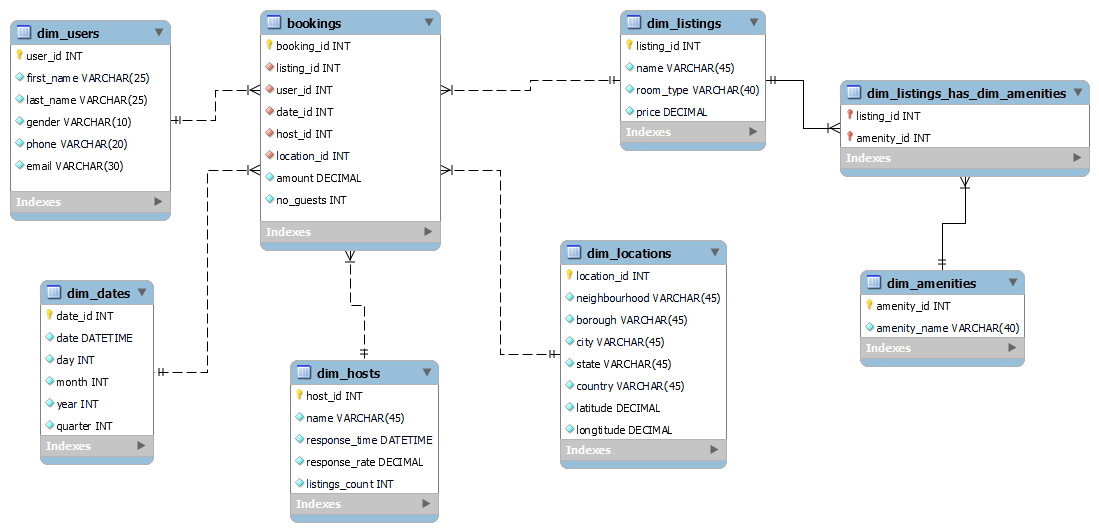 dim_users
user_id INT
first_name VARCHAR(25)
last_name VARCHAR(25)
gender VARCHAR(10)
phone VARCHAR(20)
email VARCHAR(30)
Indexes
bookings
booking_id INT
listing_id INT
user_id INT
date_id INT
host_id INT
location_id INT
amount DECIMAL
no_guests INT
Indexes
dim_listings
listing_id INT
name VARCHAR(45)
room_type VARCHAR(40)
price DECIMAL
Indexes
dim_listings_has_dim_amenities
listing_id INT
amenity_id INT
Indexes
dim_dates
date_id INT
date DATETIME
day INT
month INT
year INT
quarter INT
Indexes
dim_hosts
host_id INT
name VARCHAR(45)
response_time DATETIME
response_rate DECIMAL
listings_count INT
Indexes
dim_locations
location_id INT
neighbourhood VARCHAR(45)
borough VARCHAR(45)
city VARCHAR(45)
state VARCHAR(45)
country VARCHAR(45)
latitude DECIMAL
longtitude DECIMAL
Indexes
dim_amenities
amenity_id INT
amenity_name VARCHAR(40)
Indexes